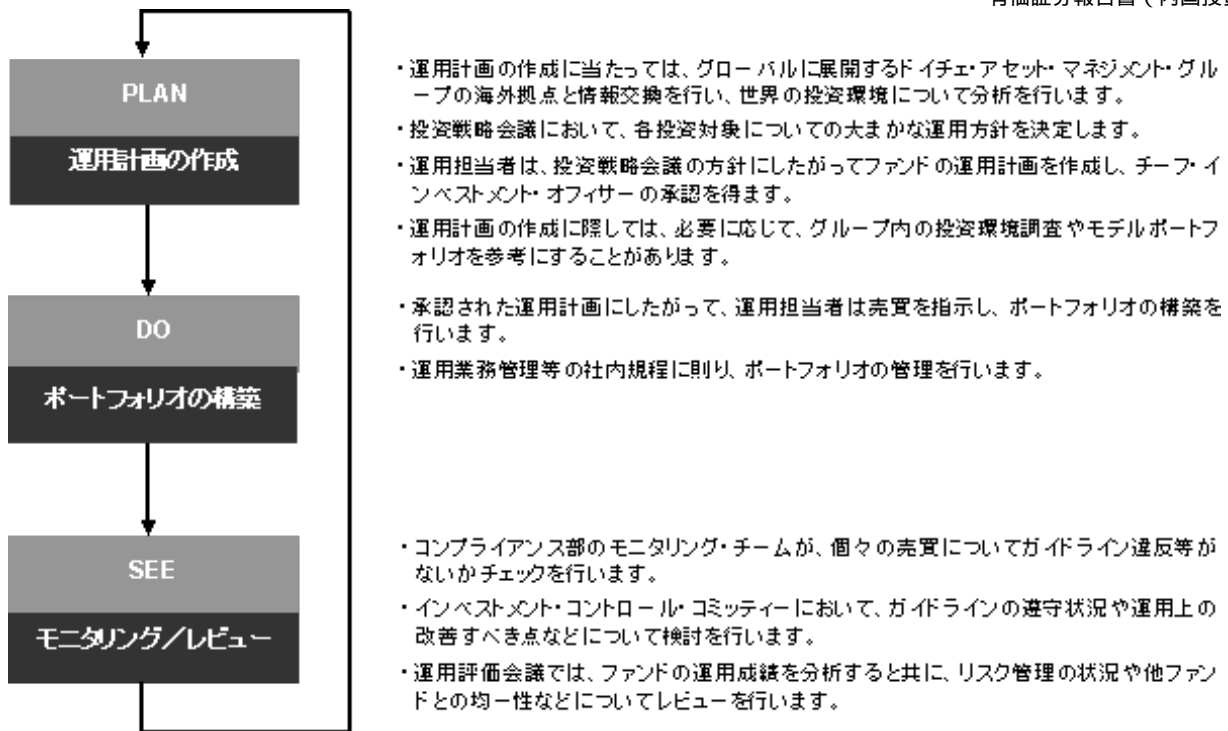 有価証券報告書（内国投資
PLAN
運用計画の作成
・運用計画の作成に当たっては、グローバルに展開するドイチェ・アセット・マネジメント・グル
ープの海外拠点と情報交換を行い、世界の投資環境について分析を行います。
・投資戦略会議において、各投資対象についての大まかな運用方針を決定します。
・運用担当者は、投資戦略会議の方針にしたがってファンドの運用計画を作成し、チーフ・イ
ンベストメント・オフィサーの承認を得ます。
・運用計画の作成に際しては、必要に応じて、グループ内の投資環境調査やモデルポートフ
ォリオを参考にすることがあります。
DO
ポートフォリオの構築
・承認された運用計画にしたがって、運用担当者は売買を指示し、ポートフォリオの構築を
行います。
・運用業務管理等の社内規程に則り、ポートフォリオの管理を行います。
SEE
モニタリング／レビュー
・コンプライアンス部のモニタリング・チームが、個々の売買についてガイドライン違反等が
ないかチェックを行います。
・インベストメント・コントロール・コミッティーにおいて、ガイドラインの遵守状況や運用上の
改善すべき点などについて検討を行います。
・運用評価会議では、ファンドの運用成績を分析すると共に、リスク管理の状況や他ファン
ドとの均一性などについてレビューを行います。